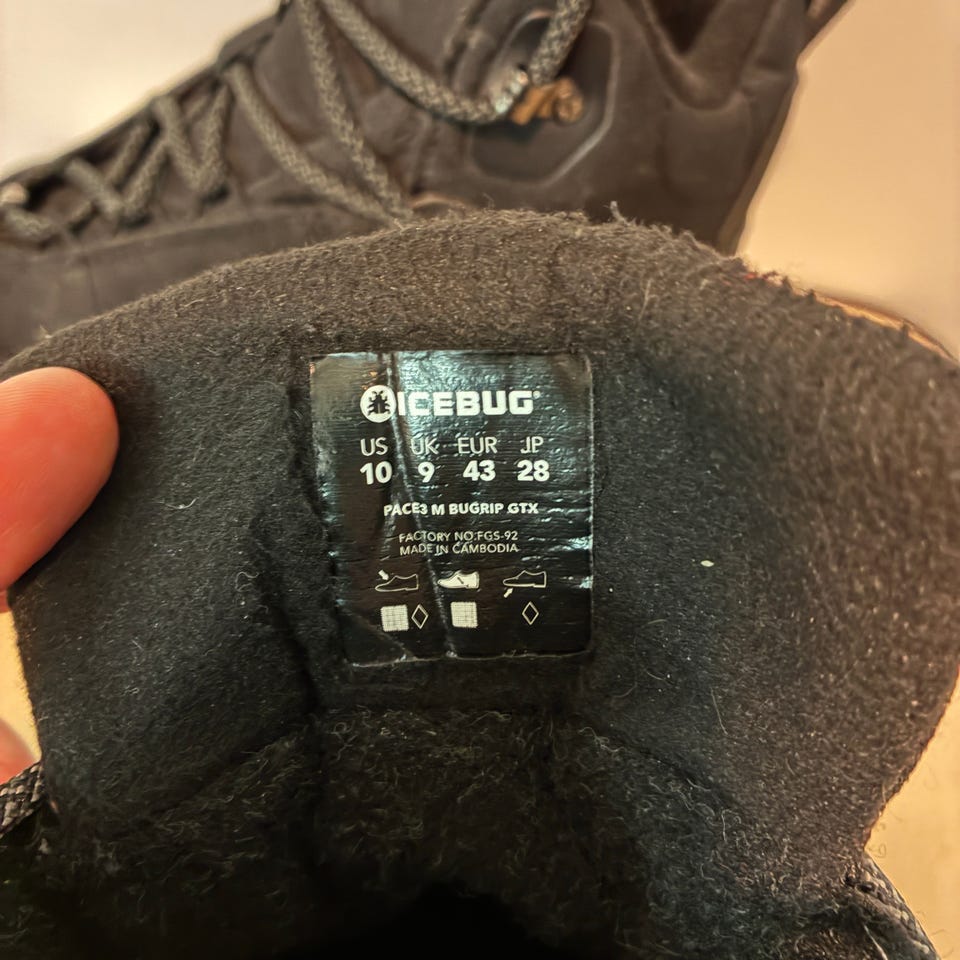 ICEBUG®
US UK EUR JP
10 9 43 28
PACE3 M BUGRIP GTX
FACTORY NO:FGS-92
MADE IN CAMBODIA